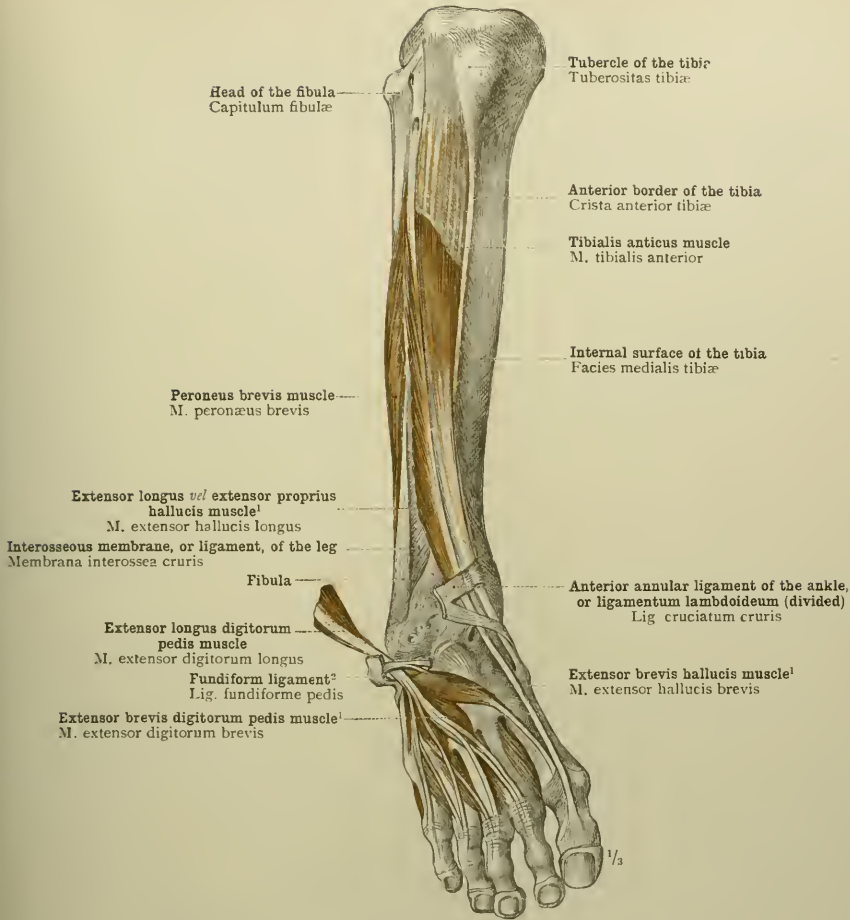 Tubercle of the tibia
Tuberositas tibiæ
Head of the fibula
Capitulum fibulæ
Anterior border of the tibia
Crista anterior tibiæ
Tibialis anticus muscle
M. tibialis anterior
Internal surface of the tibia
Facies medialis tibiæ
Peroneus brevis muscle
M. peronæus brevis
Extensor longus vel extensor proprius
hallucis muscle¹
M. extensor hallucis longus
Interosseous membrane, or ligament, of the leg
Membrana interossea cruris
Fibula
Anterior annular ligament of the ankle,
or ligamentum lambdoideum (divided)
Lig cruciatum cruris
Extensor longus digitorum
pedis muscle
M. extensor digitorum longus
Fundiform ligament²
Lig. fundiforme pedis
Extensor brevis hallucis muscle¹
M. extensor hallucis brevis
Extensor brevis digitorum pedis muscle¹
M. extensor digitorum brevis
1/3